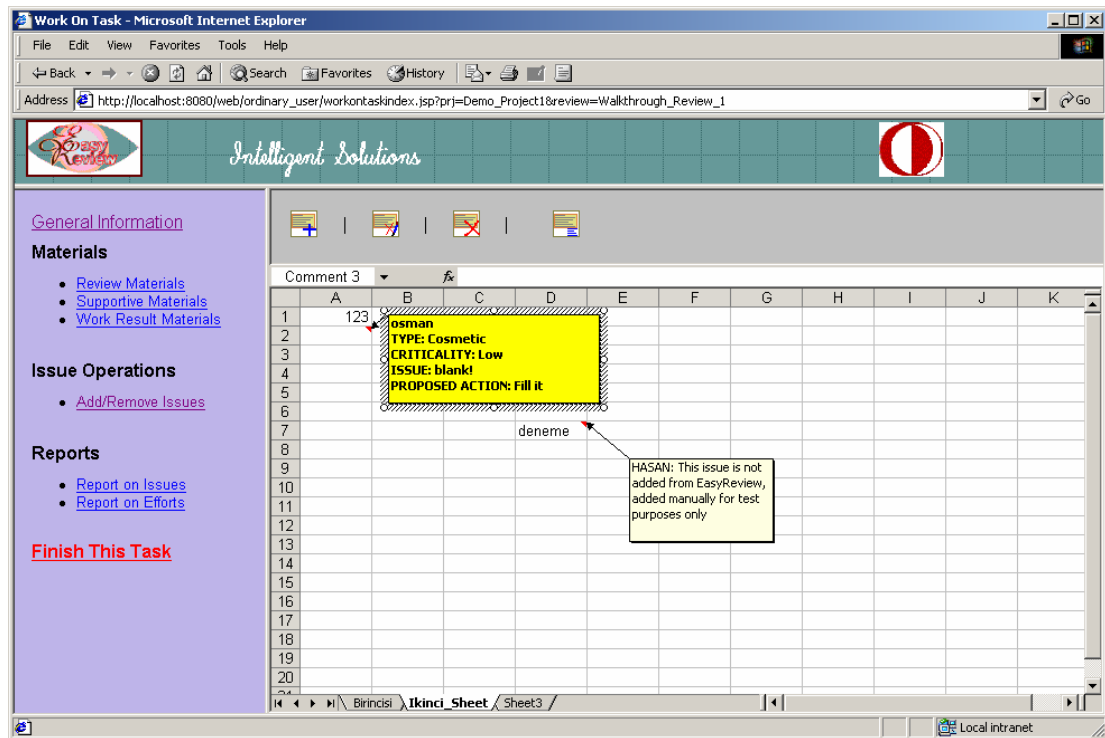 Work On Task - Microsoft Internet Explorer
File Edit View Favorites Tools Help
Back Search Favorites History
Address http://localhost:8080/web/ordinary_user/workontaskindex.jsp?prj=Demo_Project1&review=Walkthrough_Review_1 Go
Easy
Review
Intelligent Solutions
General Information
Materials
Review Materials
Supportive Materials
Work Result Materials
Issue Operations
Add/Remove Issues
Reports
Report on Issues
Report on Efforts
Finish This Task
Comment 3 fx
A B C D E F G H I J K
1 123
2
3
4
5
6
7 deneme
8
9
10
11
12
13
14
15
16
17
18
19
20
21
osman
TYPE: Cosmetic
CRITICALITY: Low
ISSUE: blank!
PROPOSED ACTION: Fill it
HASAN: This issue is not
added from EasyReview,
added manually for test
purposes only
Birincisi Ikinci_Sheet Sheet3
Local intranet